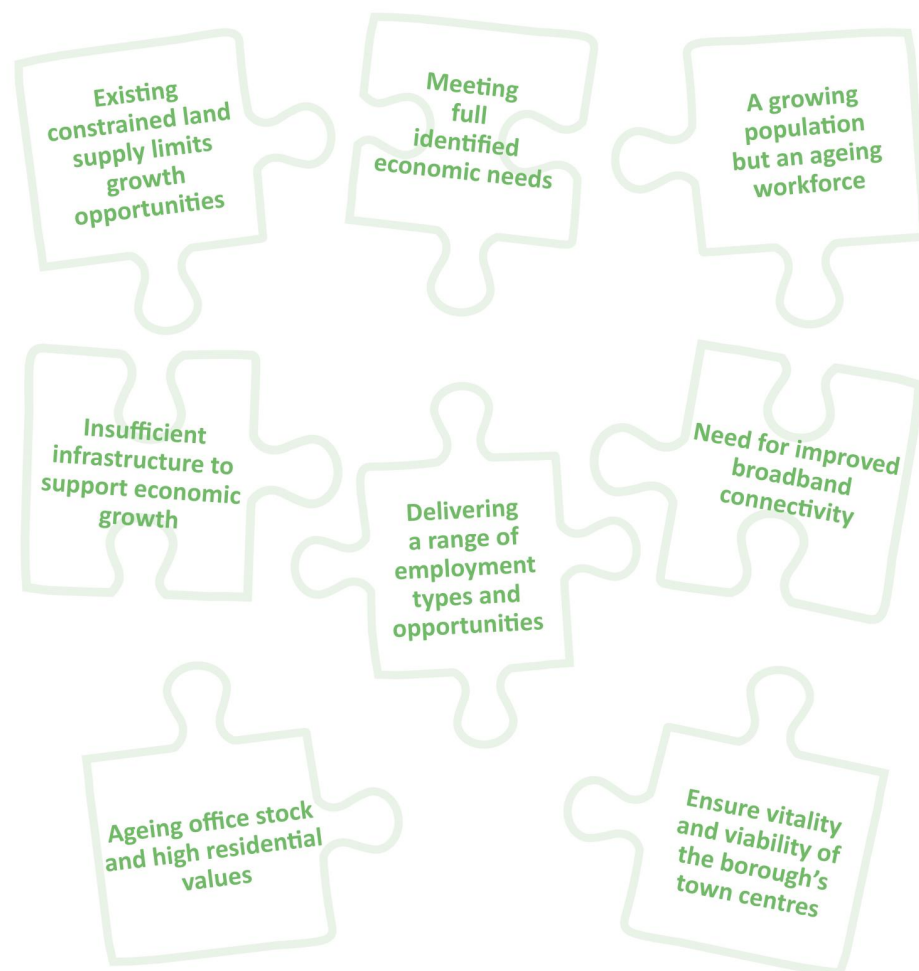 Existing
constrained land
supply limits
growth
opportunities
Meeting
full
identified
economic needs
A growing
population
but an ageing
workforce
Insufficient
infrastructure to
support economic
growth
Delivering
a range of
employment
types and
opportunities
Need for improved
broadband
connectivity
Ageing office stock
and high residential
values
Ensure vitality
and viability of
the borough’s
town centres